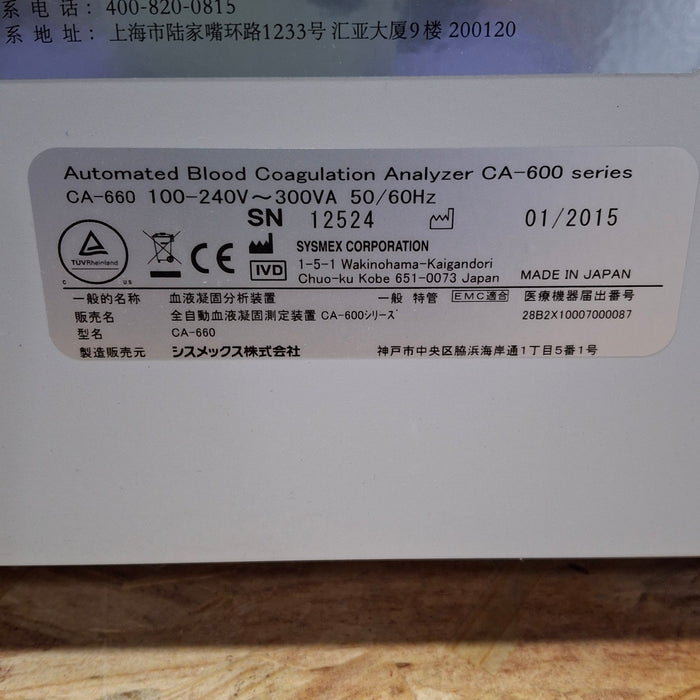 系 电 话: 400-820-0815
系 地 址: 上海市陆家嘴环路1233号 汇亚大厦9楼 200120
Automated Blood Coagulation Analyzer CA-600 series
CA-660 100-240V～300VA 50/60Hz
SN 12524 01/2015
TÜVRheinland
C US
CE
IVD
SYSMEX CORPORATION
1-5-1 Wakinohama-Kaigandori
Chuo-ku Kobe 651-0073 Japan
MADE IN JAPAN
一般的名称 血液凝固分析装置 一般 特管 EMC適合 医療機器届出番号
販売名 全自動血液凝固測定装置 CA-600シリーズ 28B2X10007000087
型名 CA-660
製造販売元 シスメックス株式会社 神戸市中央区脇浜海岸通1丁目5番1号